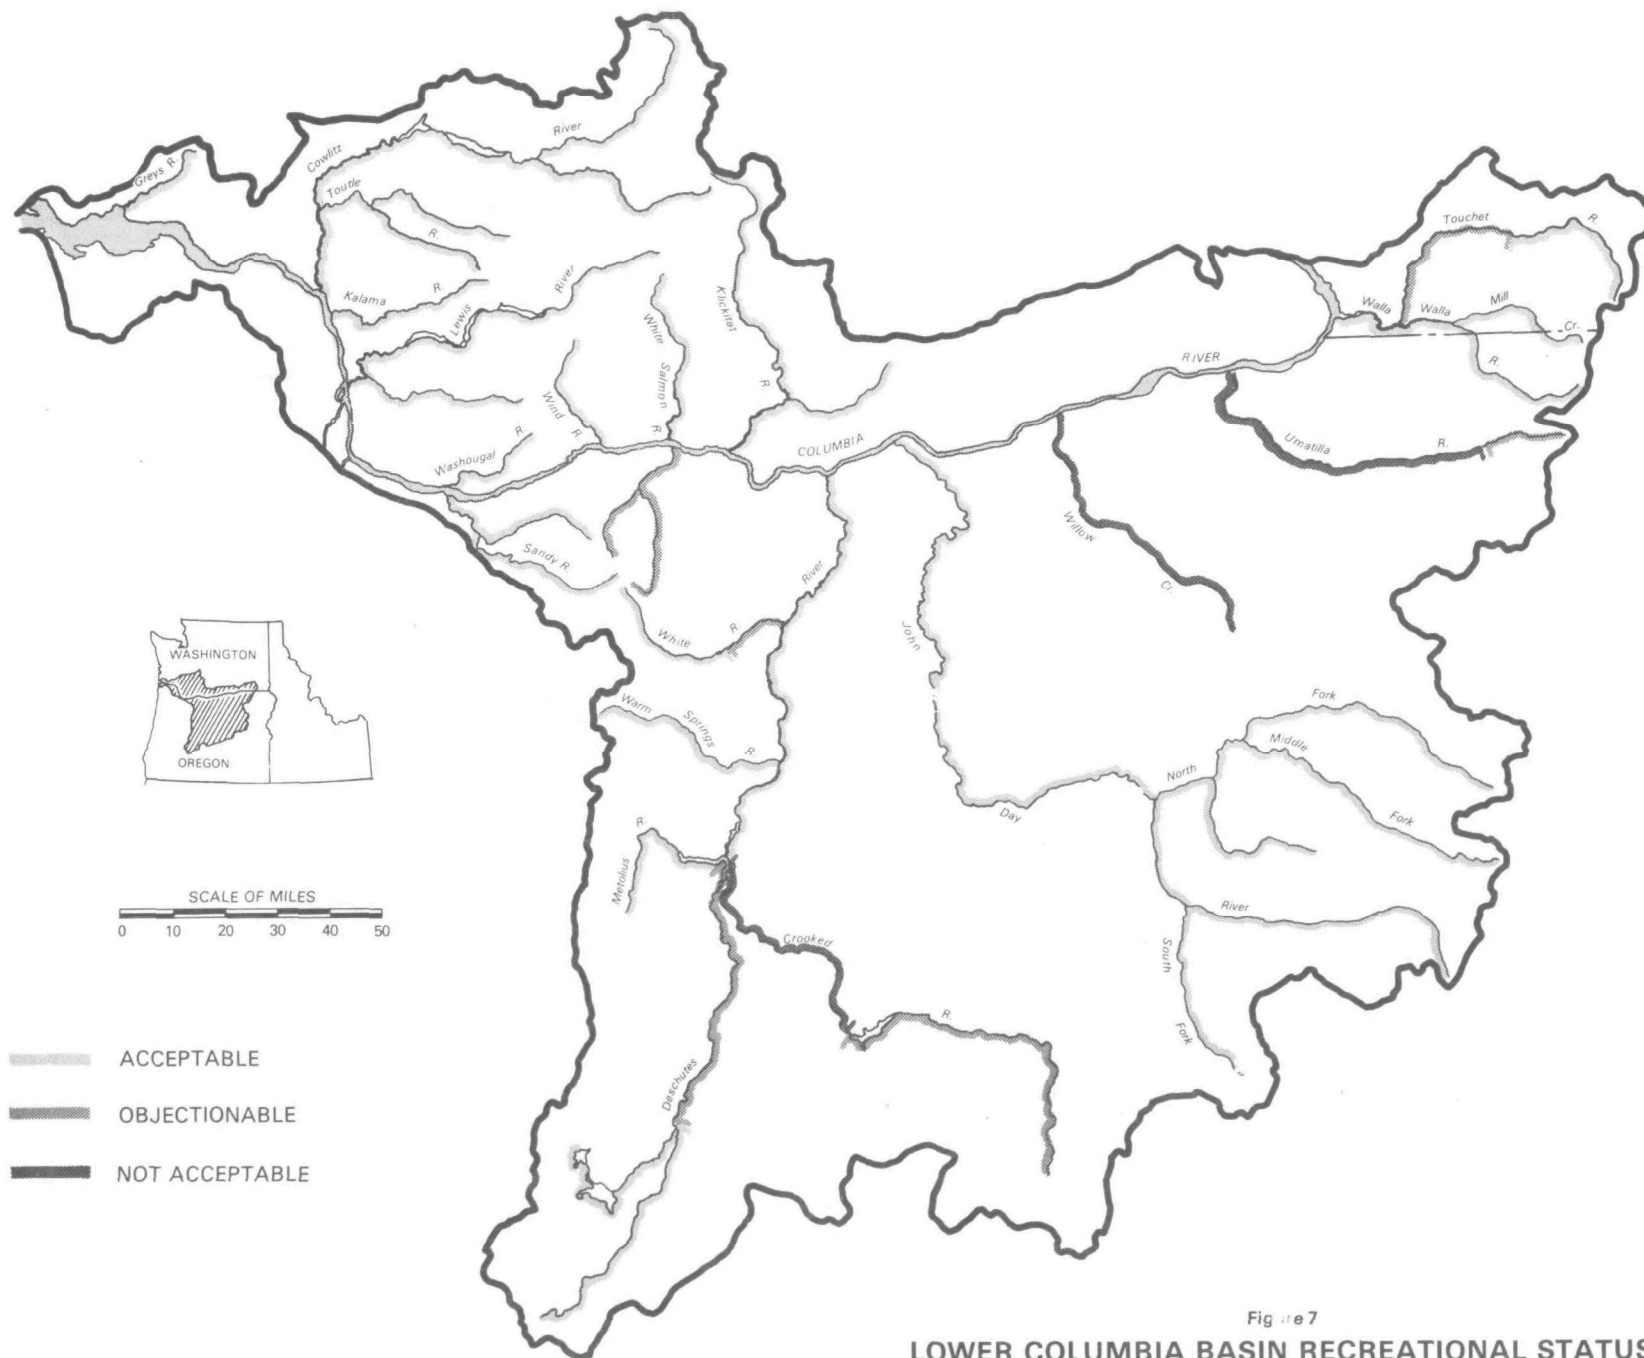 River
Cowlitz
Greys R.
Toutle
R.
Touchet R.
Kalama R.
Lewis River
White Salmon R.
Klickitat R.
Walla Walla R.
Mill Cr.
RIVER
Wind R.
COLUMBIA
Umatilla R.
Washougal R.
Sandy R.
Willow Cr.
River
White R.
John
WASHINGTON
OREGON
Warm Springs R.
Fork
Middle
North
Fork
Day
Metolius R.
SCALE OF MILES
0 10 20 30 40 50
Crooked
River
South
Fork
R.
Deschutes
ACCEPTABLE
OBJECTIONABLE
NOT ACCEPTABLE
Figure 7
LOWER COLUMBIA BASIN RECREATIONAL STATUS